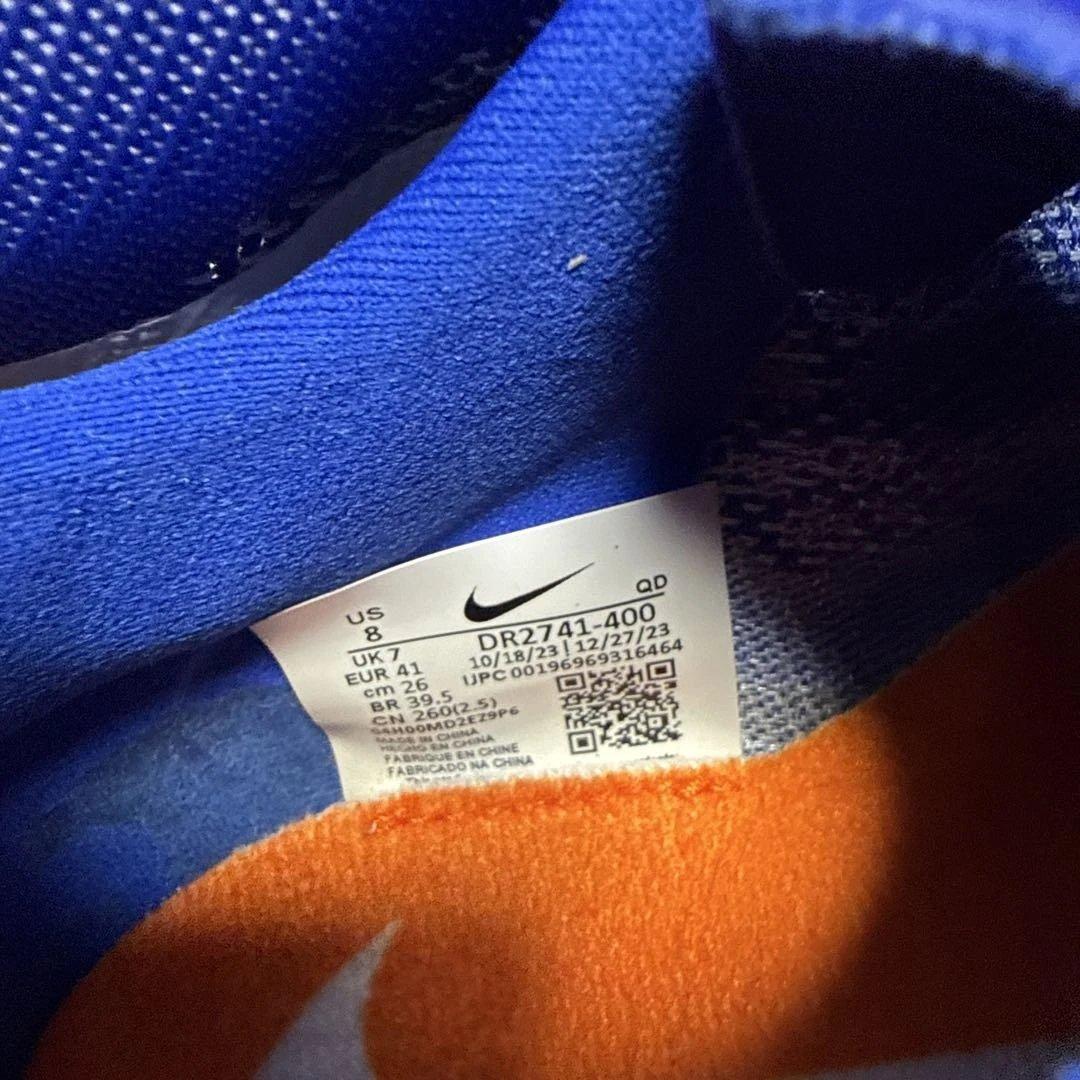 US
8
QD
UK 7
DR2741-400
EUR 41
10/18/23 | 12/27/23
cm 26
UPC 00196969316464
BR 39.5
CN 260(2.5)
MADE IN CHINA
HECHO EN CHINA
FABRIQUE EN CHINE
FABRICADO NA CHINA